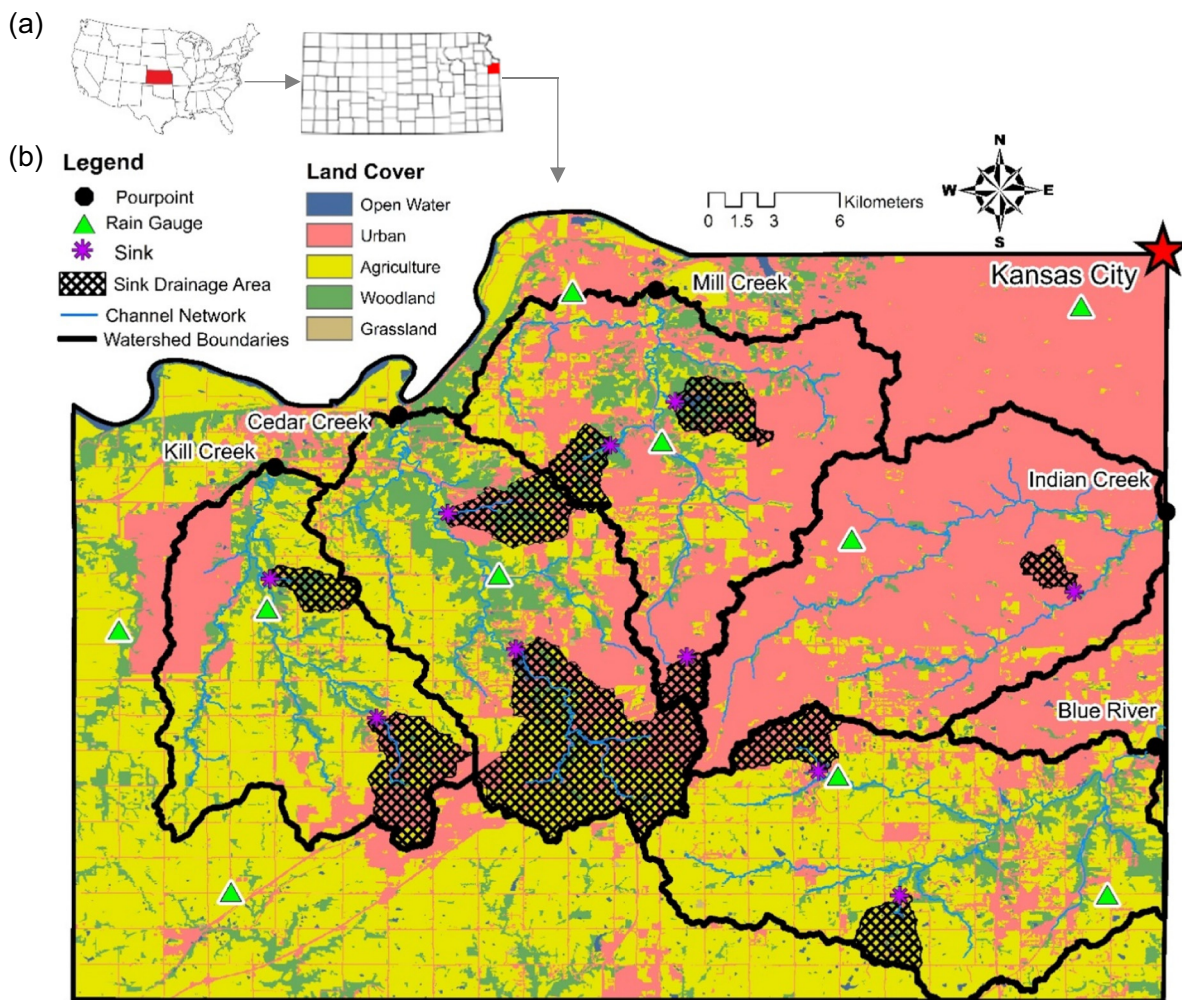 (a)
(b)
Legend
Pourpoint
Rain Gauge
Sink
Sink Drainage Area
Channel Network
Watershed Boundaries
Land Cover
Open Water
Urban
Agriculture
Woodland
Grassland
N
W E
S
Kilometers
0 1.5 3 6
Kansas City
Mill Creek
Cedar Creek
Kill Creek
Indian Creek
Blue River